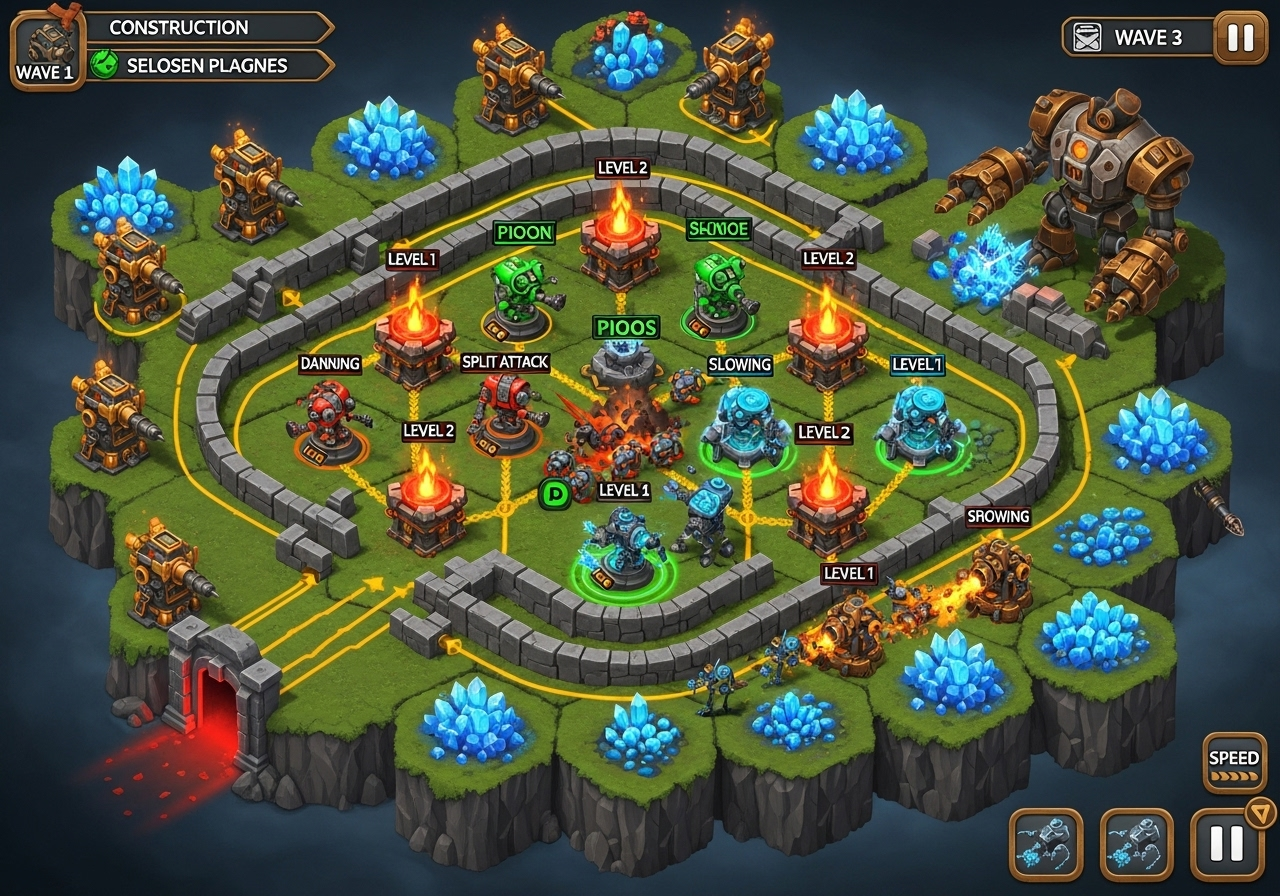 CONSTRUCTION
WAVE 1
SELOSEN PLAGNES
WAVE 3
LEVEL 2
PIOON
LEVEL 1
LEVEL 2
PIOOS
DANNING
SPLIT ATTACK
SLOWING
LEVEL 1
LEVEL 2
LEVEL 2
D
LEVEL 1
SROWING
LEVEL 1
SPEED